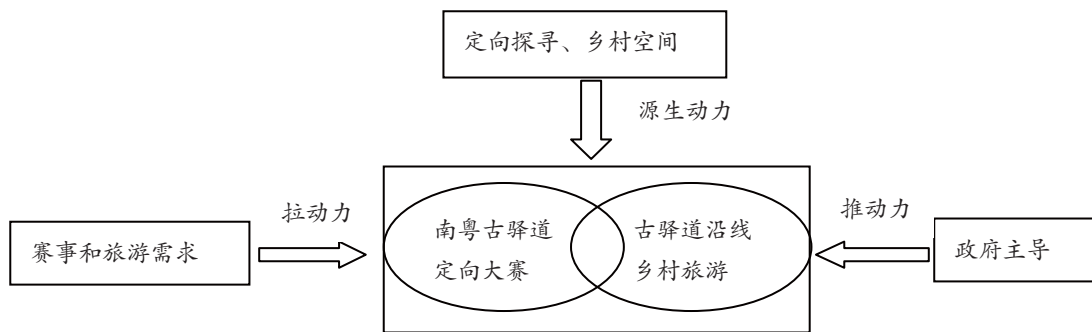 定向探寻、乡村空间
源生动力
拉动力
推动力
赛事和旅游需求
南粤古驿道
定向大赛
古驿道沿线
乡村旅游
政府主导